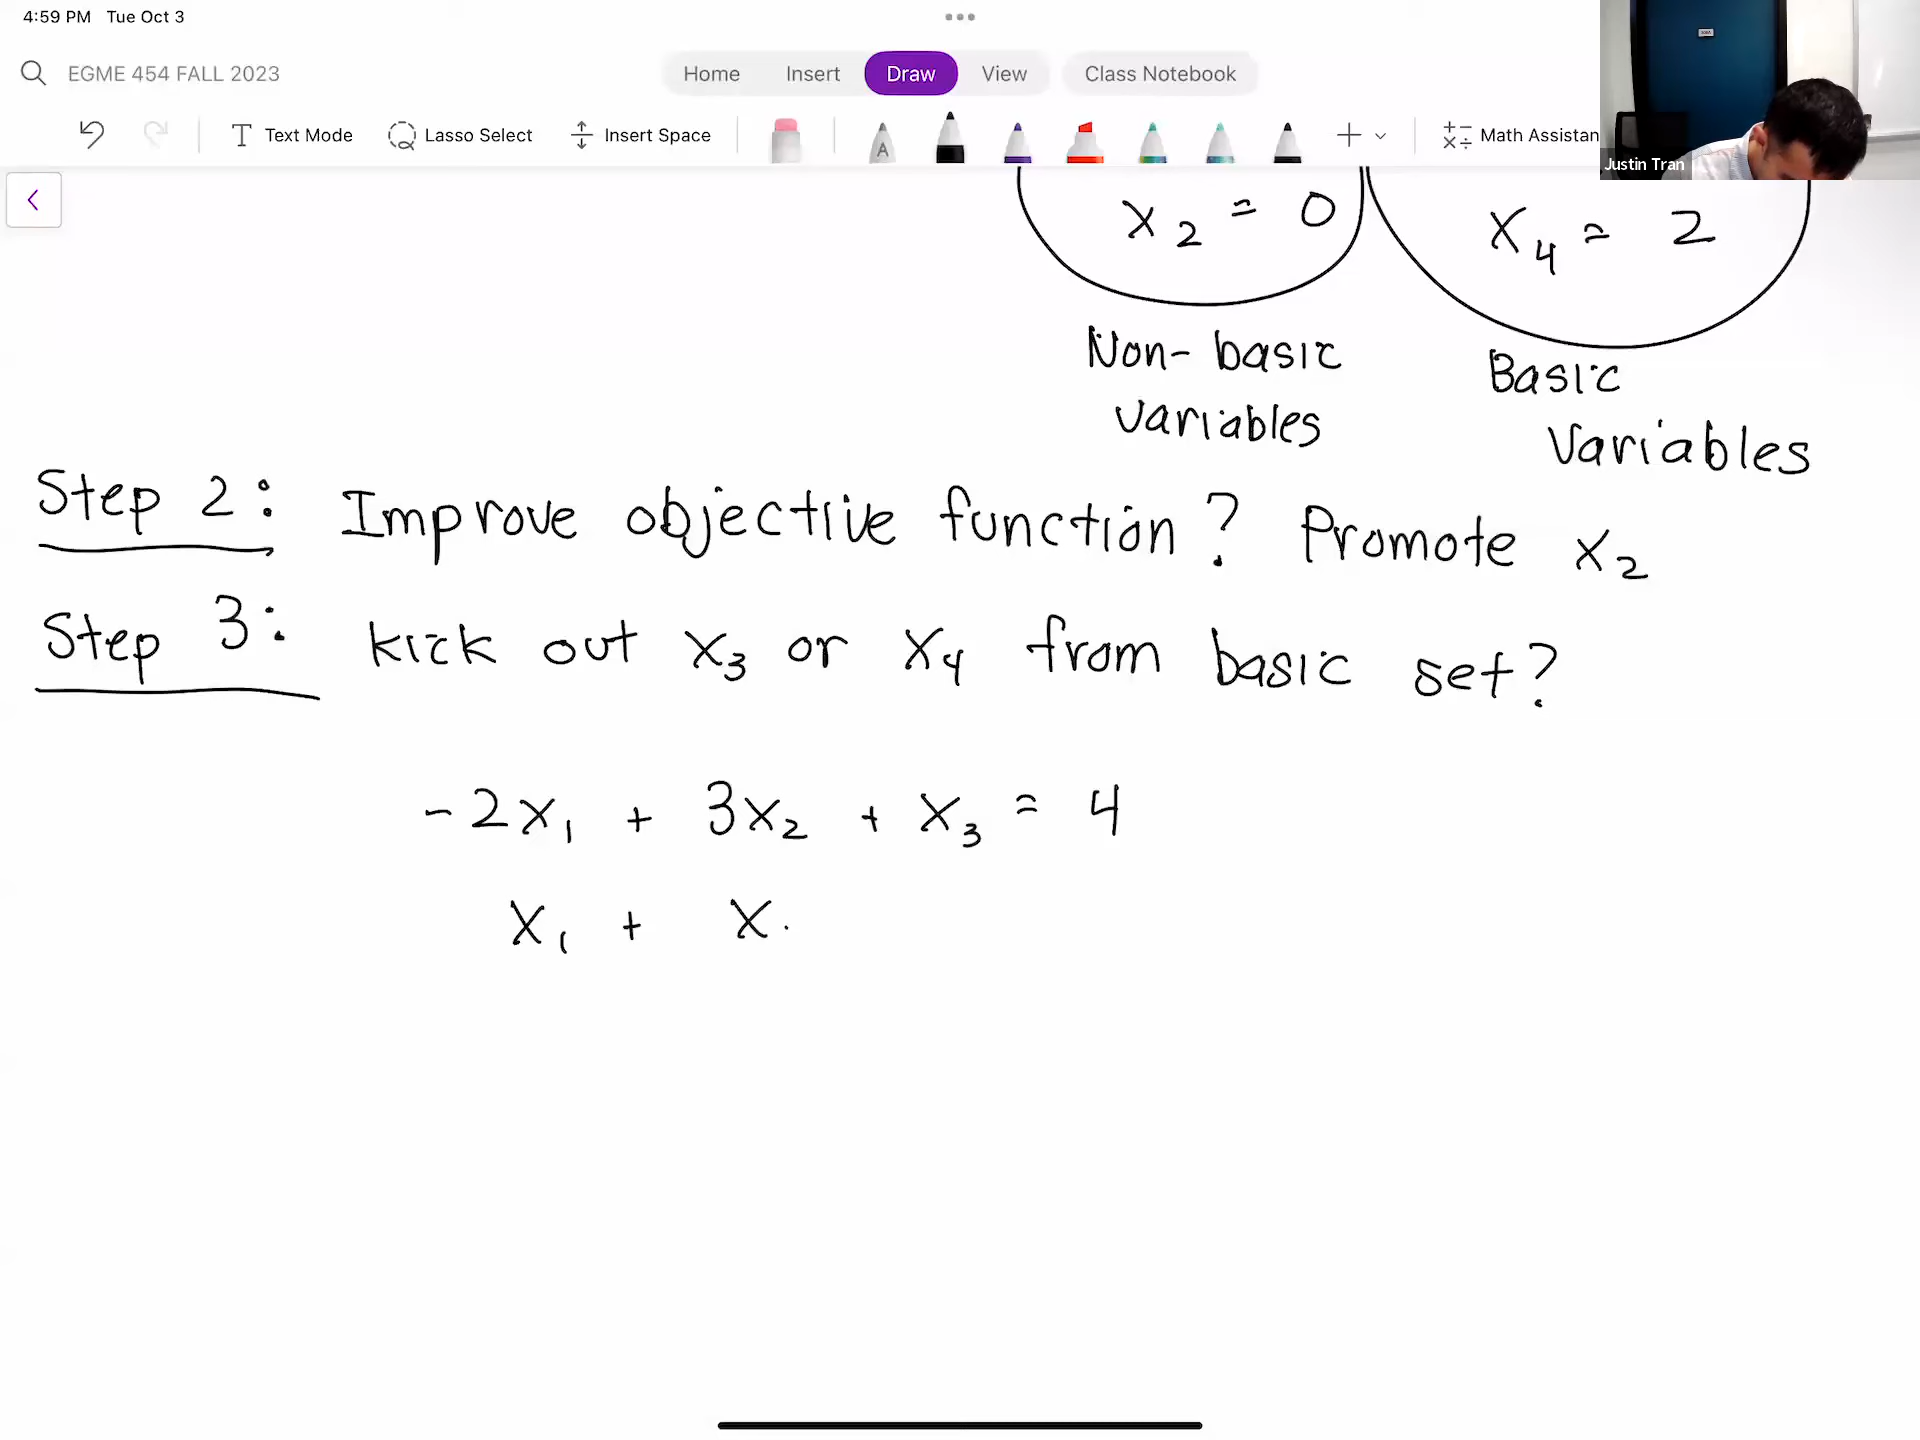 4:59 PM Tue Oct 3
EGME 454 FALL 2023
Home Insert Draw View Class Notebook
Text Mode Lasso Select Insert Space A Math Assistan
Justin Tran
x₂ = 0
x₄ = 2
Non-basic
variables
Basic
Variables
Step 2: Improve objective function? Promote x₂
Step 3: kick out x₃ or x₄ from basic set?
-2x₁ + 3x₂ + x₃ = 4
x₁ + x.